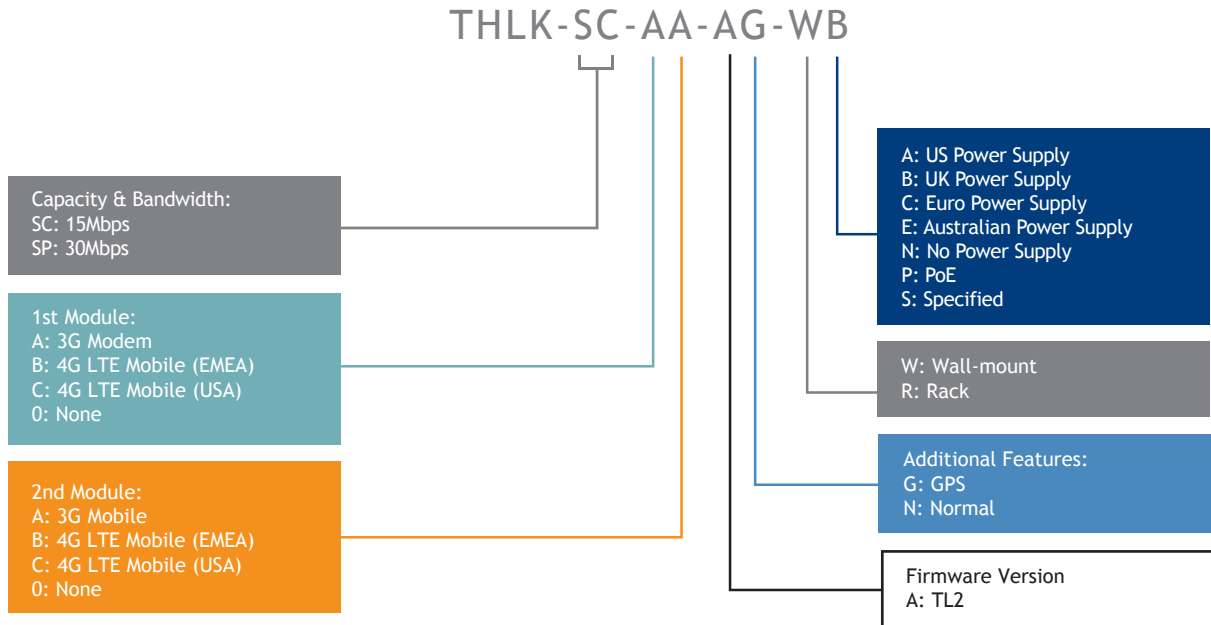 THLK-SC-AA-AG-WB
Capacity & Bandwidth:
SC: 15Mbps
SP: 30Mbps
1st Module:
A: 3G Modem
B: 4G LTE Mobile (EMEA)
C: 4G LTE Mobile (USA)
0: None
2nd Module:
A: 3G Mobile
B: 4G LTE Mobile (EMEA)
C: 4G LTE Mobile (USA)
0: None
A: US Power Supply
B: UK Power Supply
C: Euro Power Supply
E: Australian Power Supply
N: No Power Supply
P: PoE
S: Specified
W: Wall-mount
R: Rack
Additional Features:
G: GPS
N: Normal
Firmware Version
A: TL2